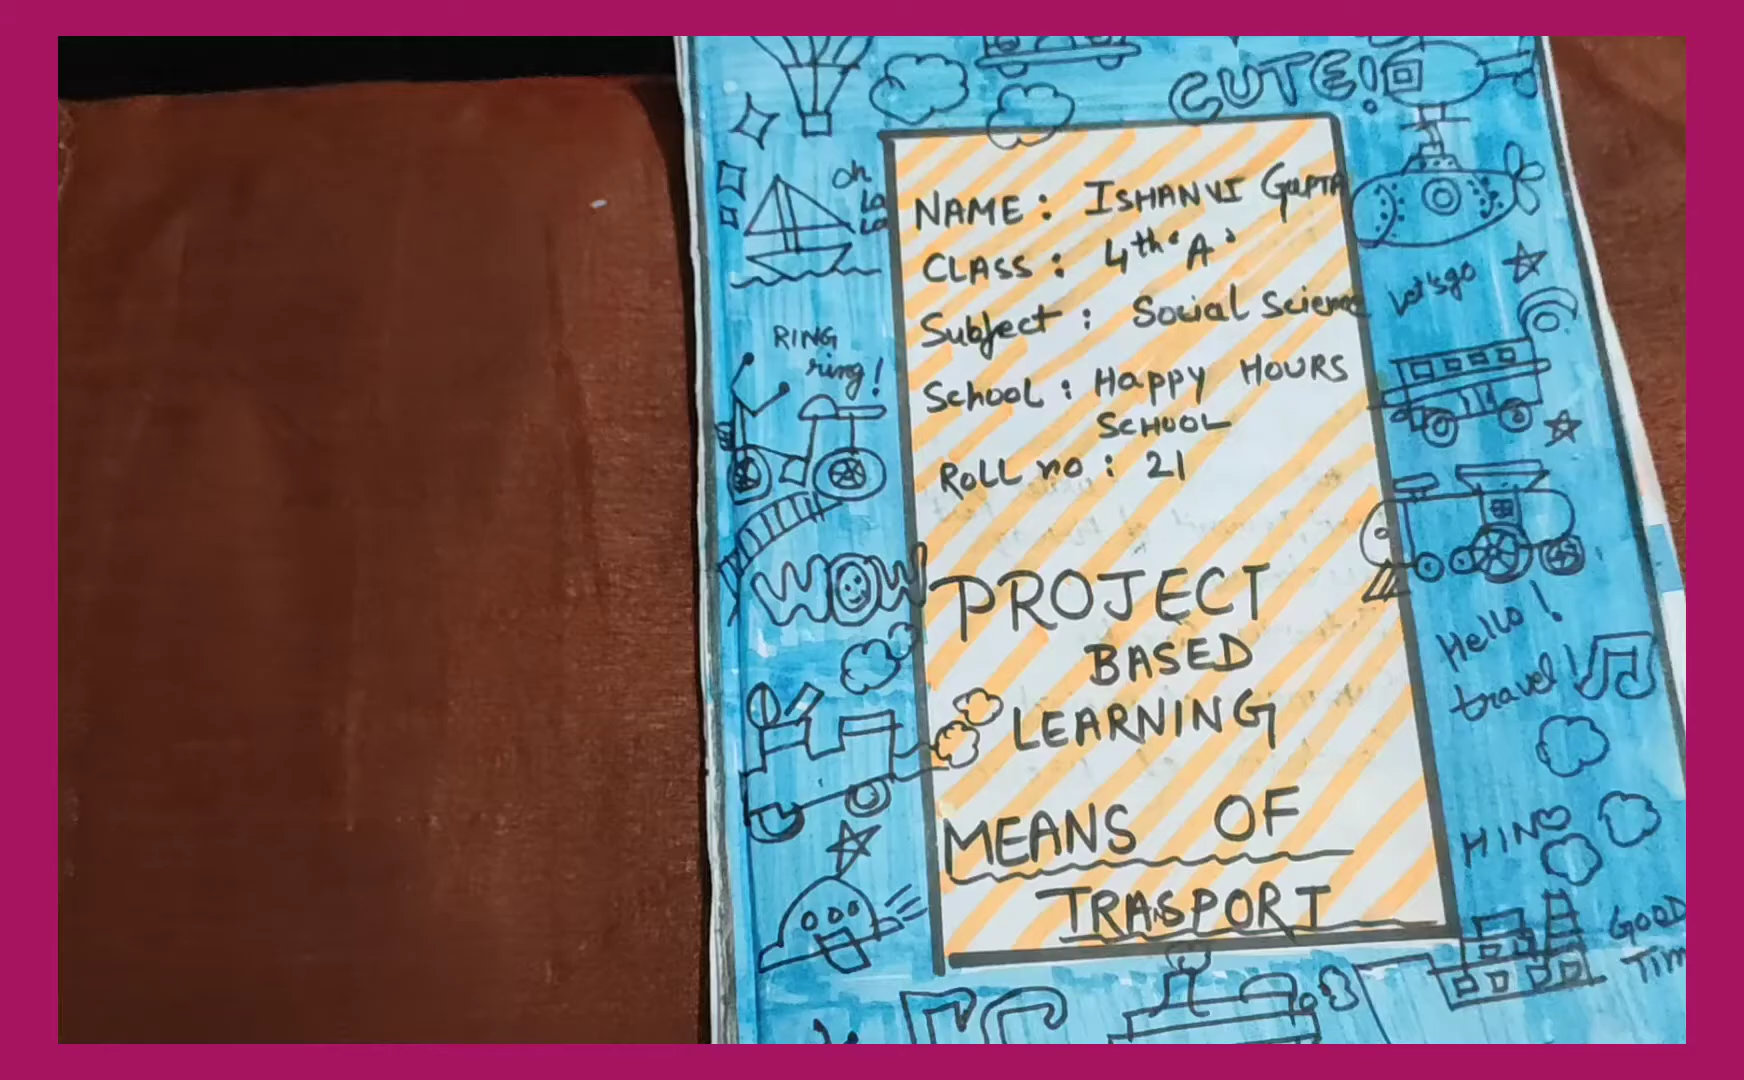 CUTE!
oh
La
La
NAME : ISHANVI GUPTA
CLASS : 4th 'A'
Subject : Social Science
School : Happy HOURS
SCHOOL
Roll no : 21
RING
ring!
Let's go
WOW
PROJECT
BASED
LEARNING
Hello!
travel
MEANS OF
TRASPORT
GOOD
Tim